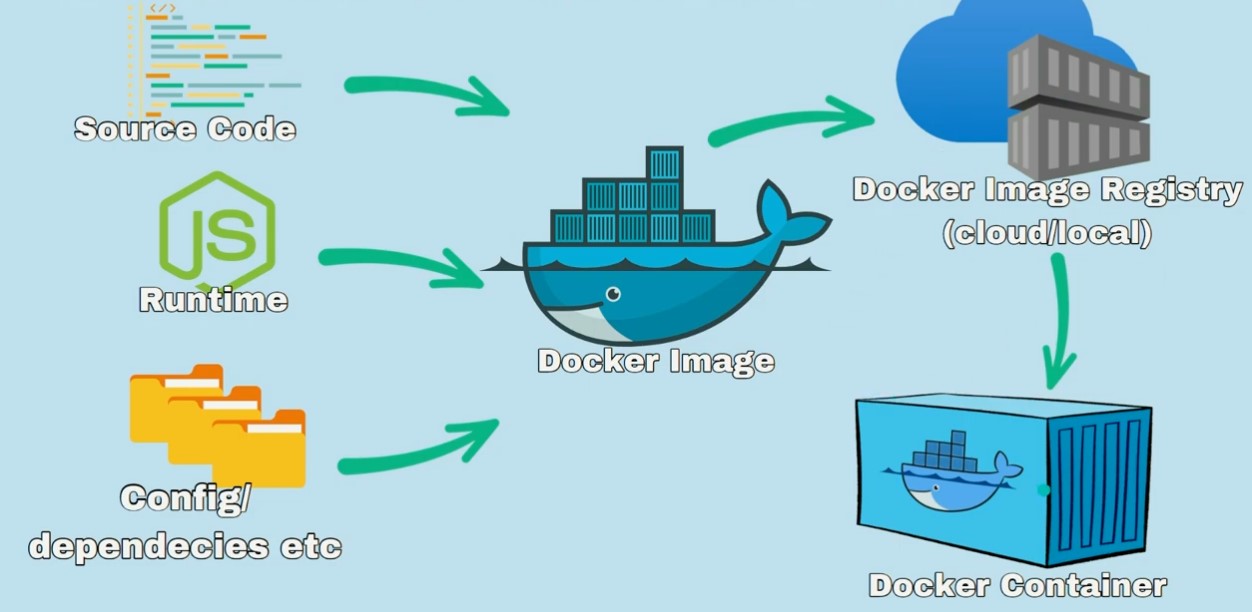 </>
Source Code
JS
Runtime
Config/
dependecies etc
Docker Image
Docker Image Registry
(cloud/local)
Docker Container